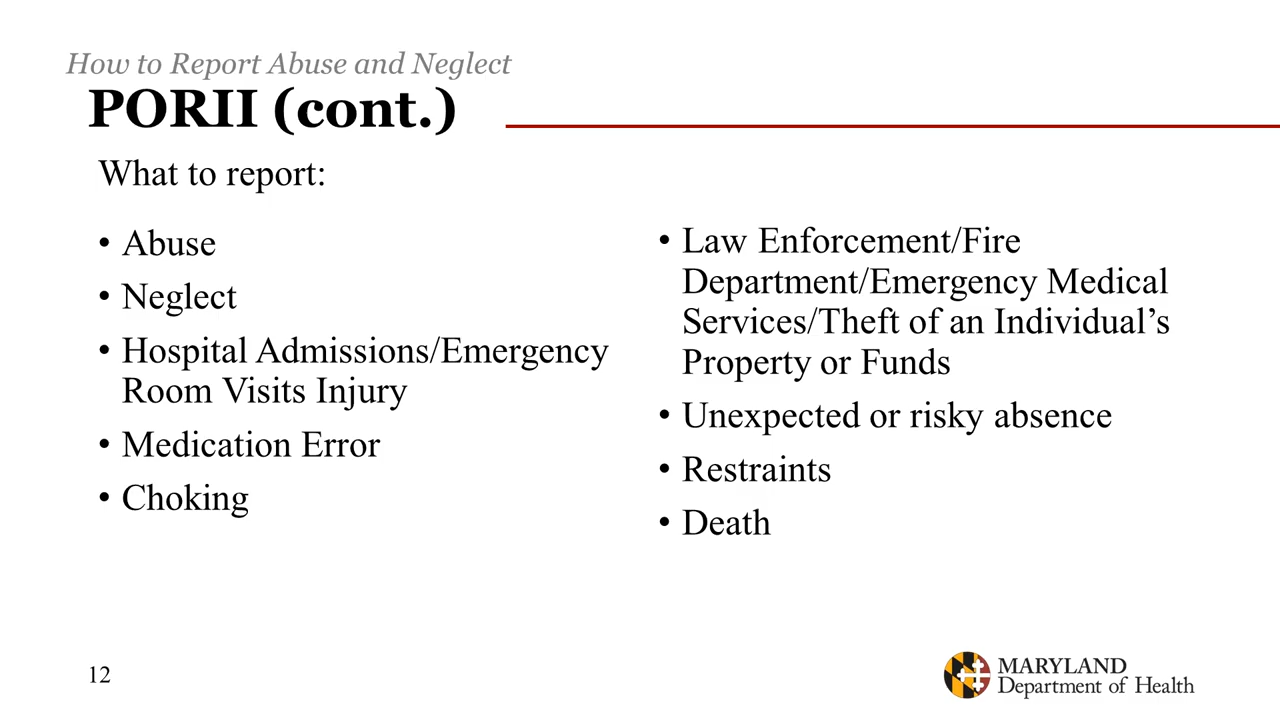 How to Report Abuse and Neglect
PORII (cont.)
What to report:
• Abuse
• Neglect
• Hospital Admissions/Emergency
Room Visits Injury
• Medication Error
• Choking
• Law Enforcement/Fire
Department/Emergency Medical
Services/Theft of an Individual’s
Property or Funds
• Unexpected or risky absence
• Restraints
• Death
12
MARYLAND
Department of Health